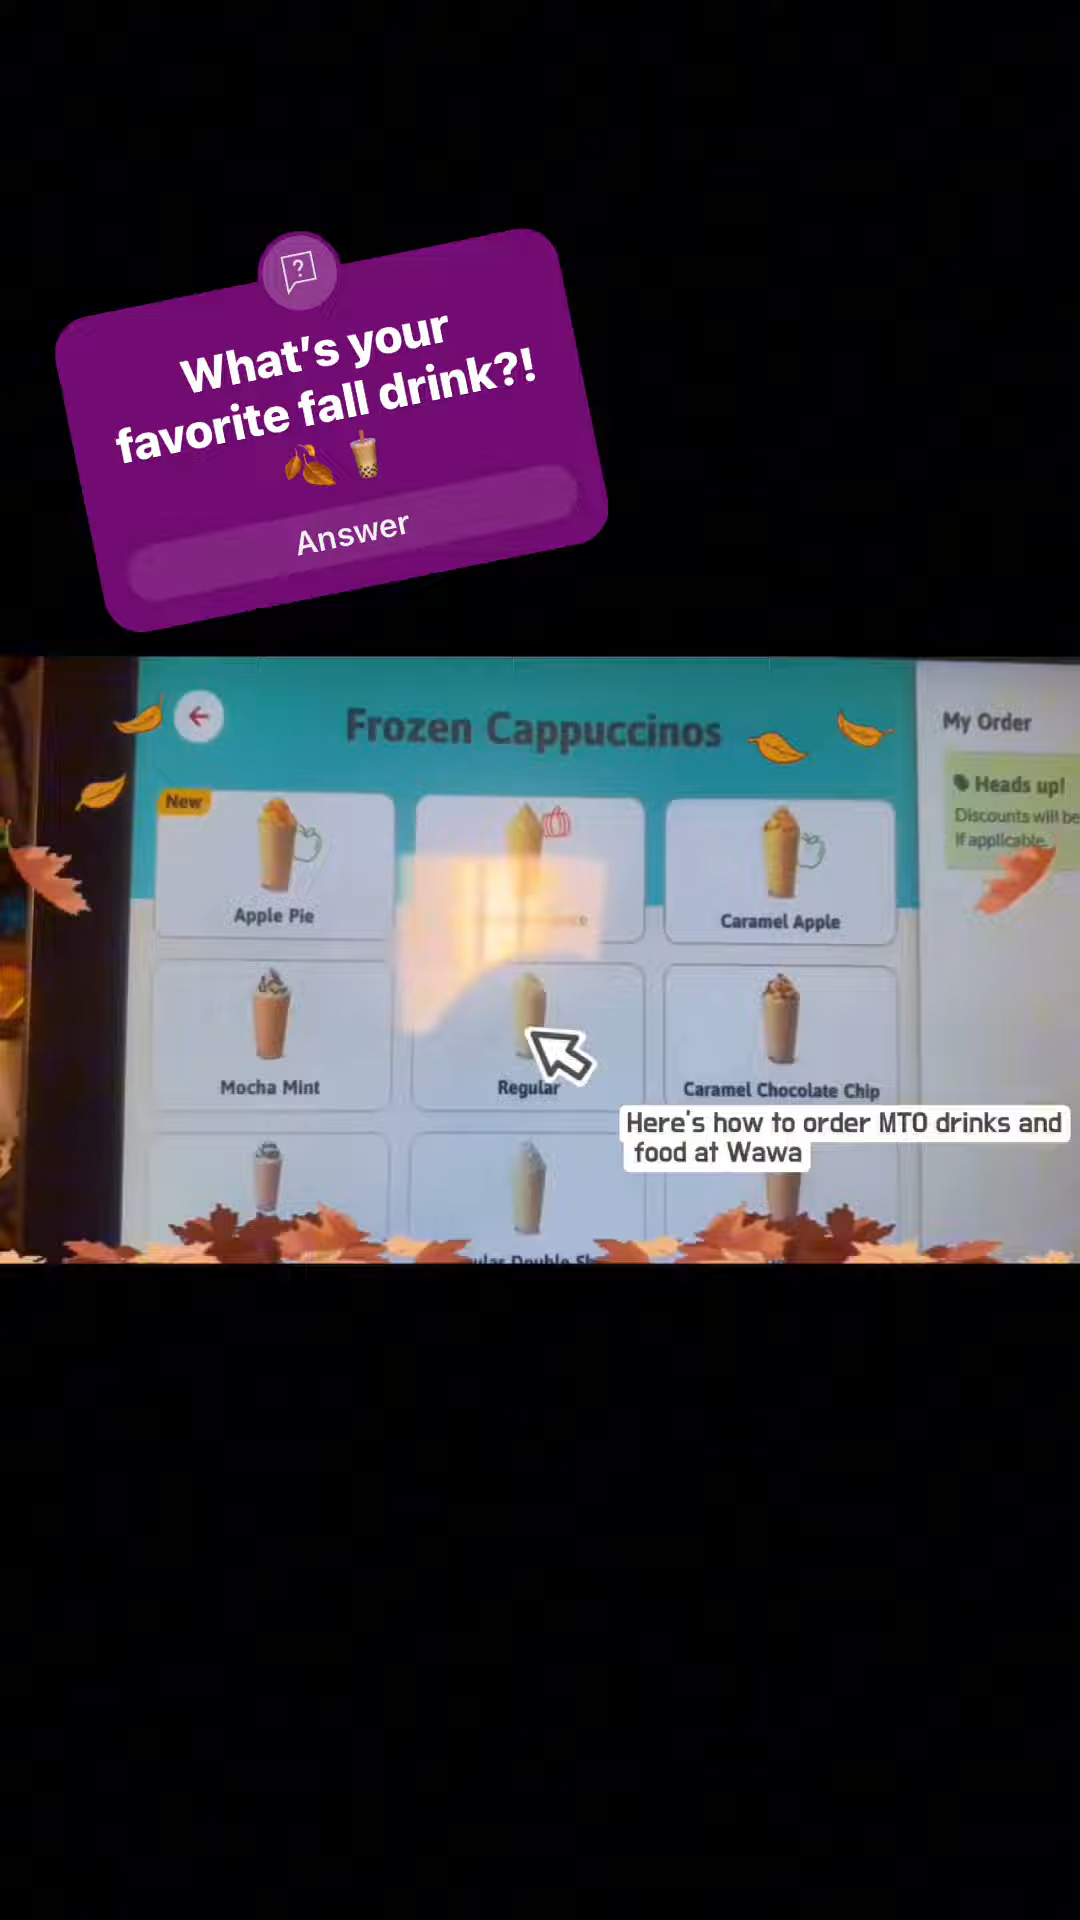 What's your
favorite fall drink?!
Answer
Frozen Cappuccinos
My Order
Heads up!
Discounts will be
if applicable.
New
Apple Pie
Caramel Apple
Mocha Mint
Regular
Caramel Chocolate Chip
Here's how to order MTO drinks and
food at Wawa
Double